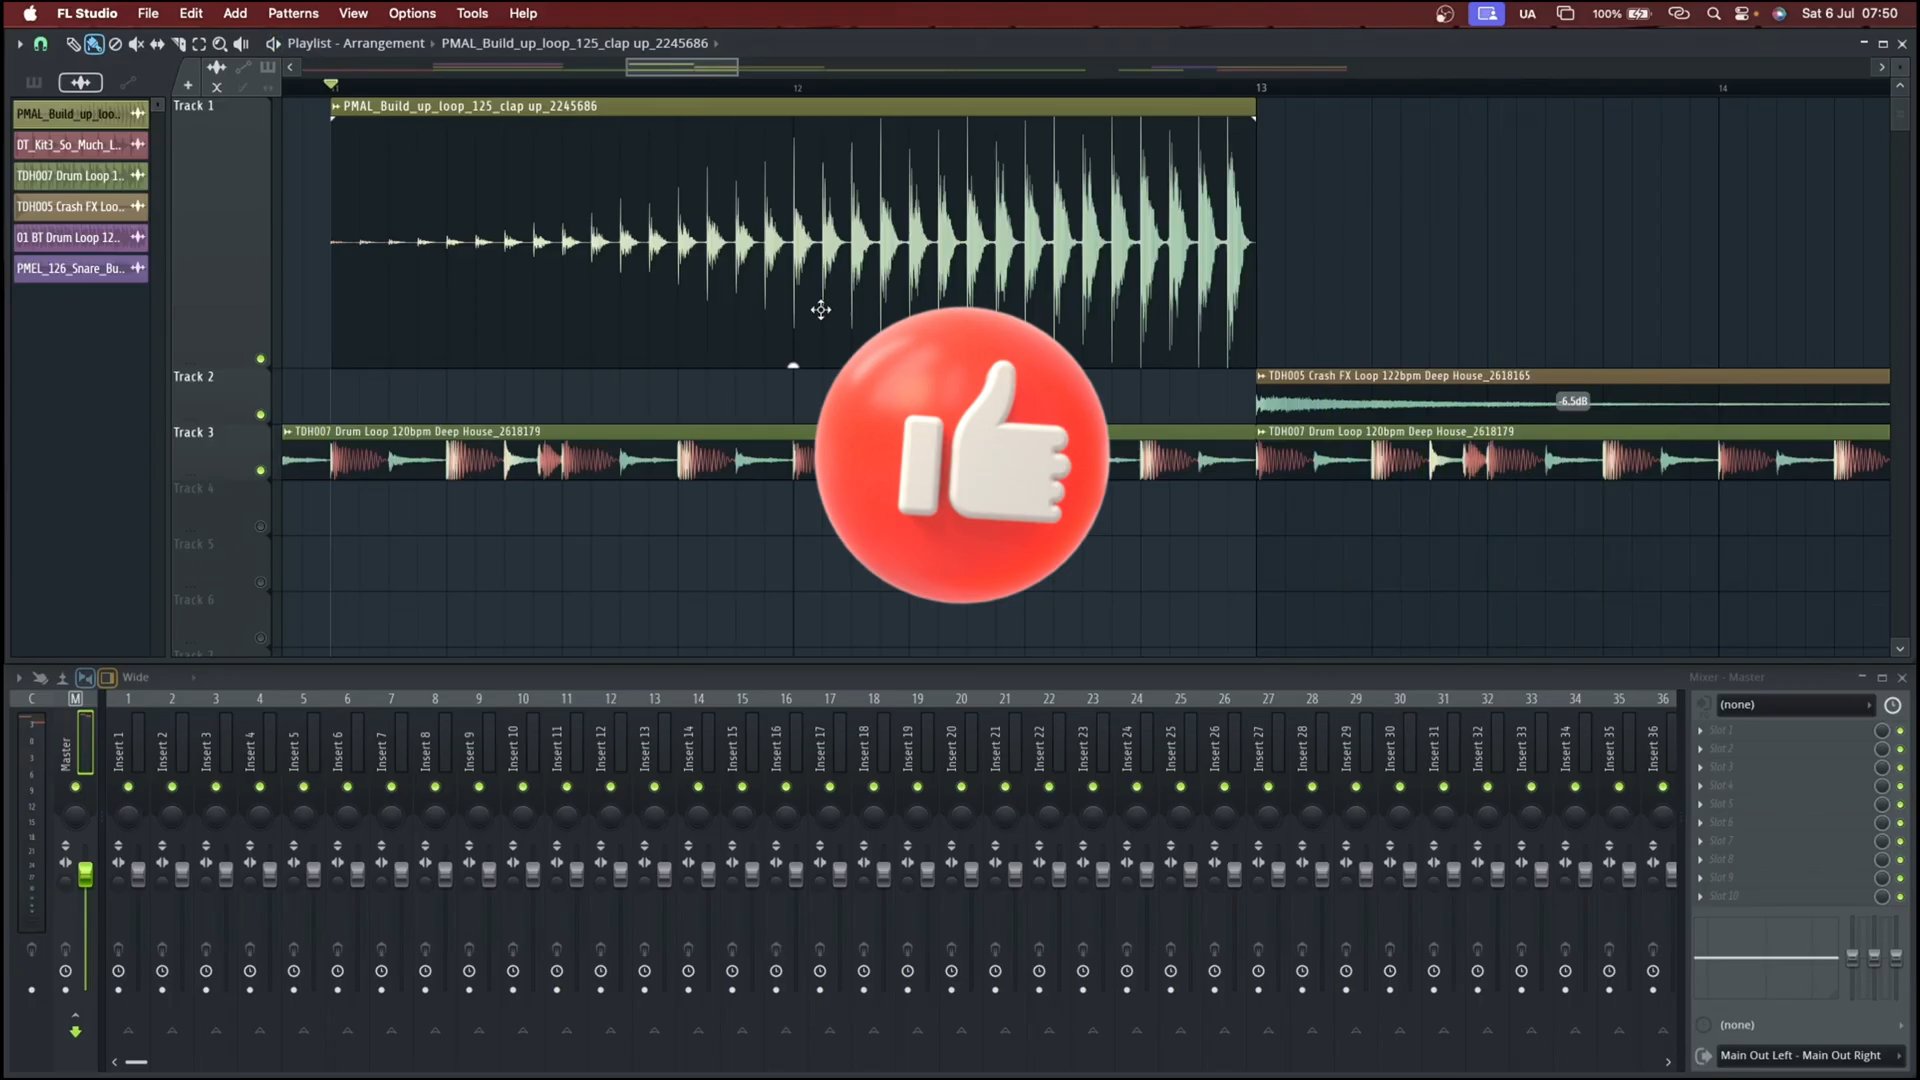 FL Studio File Edit Add Patterns View Options Tools Help UA 100% Sat 6 Jul 07:50
Playlist - Arrangement PMAL_Build_up_loop_125_clap up_2245686
11 12 13 14
PMAL_Build_up_loo..
DT_Kit3_So_Much_L..
TDH007 Drum Loop 1..
TDH005 Crash FX Loo..
01 BT Drum Loop 12..
PMEL_126_Snare_Bu..
Track 1
PMAL_Build_up_loop_125_clap up_2245686
Track 2
TDH005 Crash FX Loop 122bpm Deep House_2618165
-6.5dB
Track 3
TDH007 Drum Loop 120bpm Deep House_2618179
TDH007 Drum Loop 120bpm Deep House_2618179
Track 4
Track 5
Track 6
Wide
Mixer - Master
C M 1 2 3 4 5 6 7 8 9 10 11 12 13 14 15 16 17 18 19 20 21 22 23 24 25 26 27 28 29 30 31 32 33 34 35 36
Master Insert 1 Insert 2 Insert 3 Insert 4 Insert 5 Insert 6 Insert 7 Insert 8 Insert 9 Insert 10 Insert 11 Insert 12 Insert 13 Insert 14 Insert 15 Insert 16 Insert 17 Insert 18 Insert 19 Insert 20 Insert 21 Insert 22 Insert 23 Insert 24 Insert 25 Insert 26 Insert 27 Insert 28 Insert 29 Insert 30 Insert 31 Insert 32 Insert 33 Insert 34 Insert 35 Insert 36
(none)
Slot 1
Slot 2
Slot 3
Slot 4
Slot 5
Slot 6
Slot 7
Slot 8
Slot 9
Slot 10
(none)
Main Out Left - Main Out Right